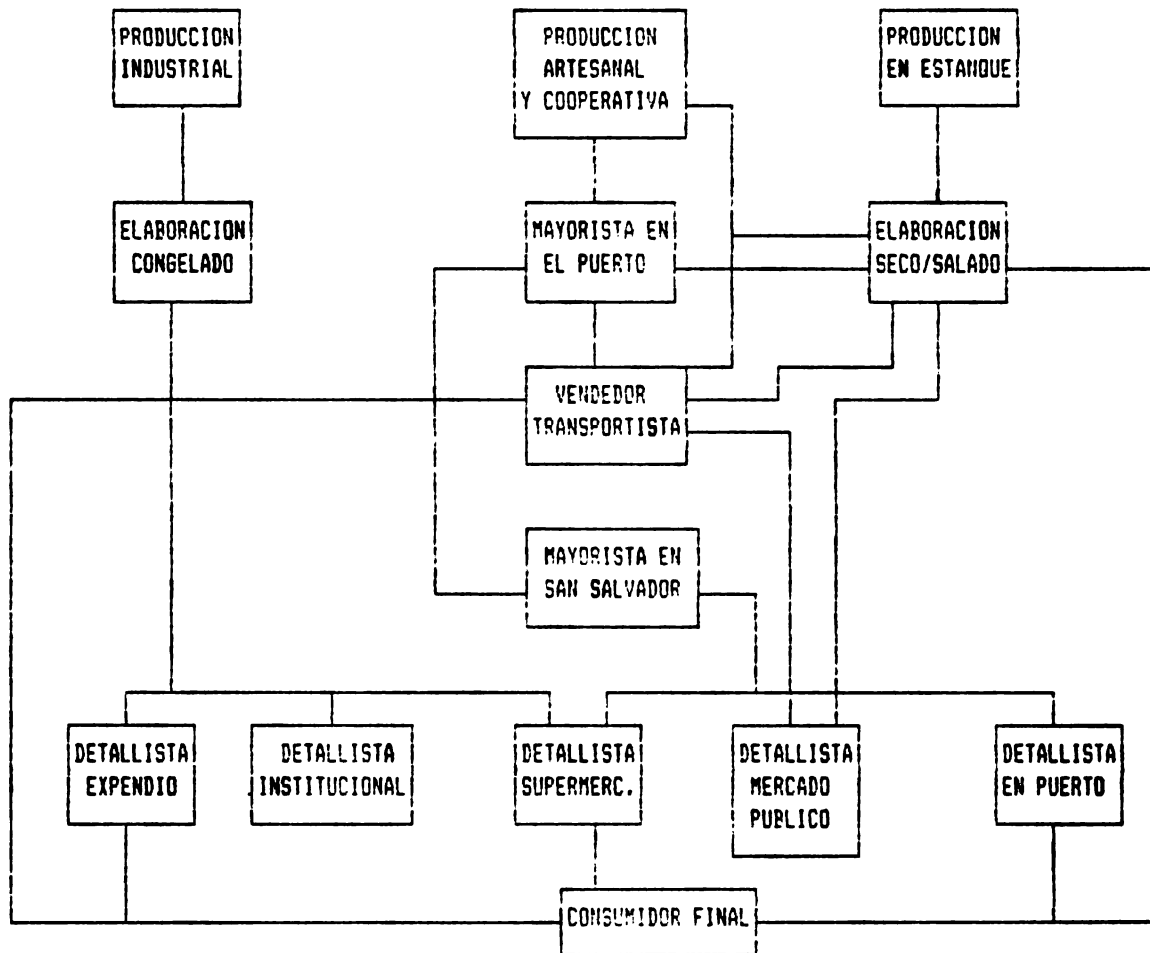 PRODUCCION
INDUSTRIAL
PRODUCCION
ARTESANAL
Y COOPERATIVA
PRODUCCION
EN ESTANQUE
ELABORACION
CONGELADO
MAYORISTA EN
EL PUERTO
ELABORACION
SECO/SALADO
VENDEDOR
TRANSPORTISTA
MAYORISTA EN
SAN SALVADOR
DETALLISTA
EXPENDIO
DETALLISTA
INSTITUCIONAL
DETALLISTA
SUPERMERC.
DETALLISTA
MERCADO
PUBLICO
DETALLISTA
EN PUERTO
CONSUMIDOR FINAL